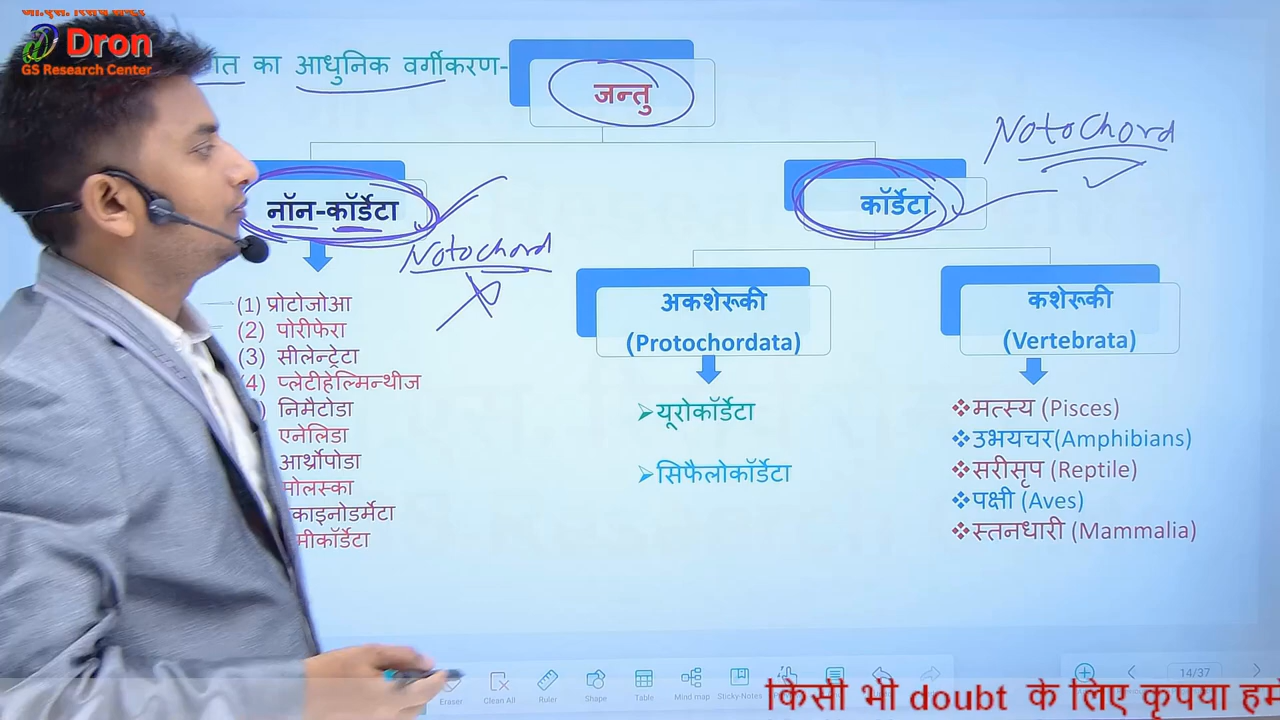 Dron
GS Research Center
का आधुनिक वर्गीकरण-
जन्तु
NotoChord
नॉन-कॉर्डेटा
कॉर्डेटा
Notochord
अकशेरूकी
(Protochordata)
कशेरूकी
(Vertebrata)
(1) प्रोटोजोआ
(2) पोरीफेरा
(3) सीलेन्ट्रेटा
4) प्लेटीहेल्मिन्थीज
निमैटोडा
एनेलिडा
आर्थ्रोपोडा
मोलस्का
काइनोडर्मेटा
मीकॉर्डेटा
➢यूरोकॉर्डेटा
➢सिफैलोकॉर्डेटा
❖मत्स्य (Pisces)
❖उभयचर(Amphibians)
❖सरीसृप (Reptile)
❖पक्षी (Aves)
❖स्तनधारी (Mammalia)
Eraser
Clean All
Ruler
Shape
Table
Mind map
Sticky-Notes
14/37
किसी भी doubt के लिए कृपया हमे